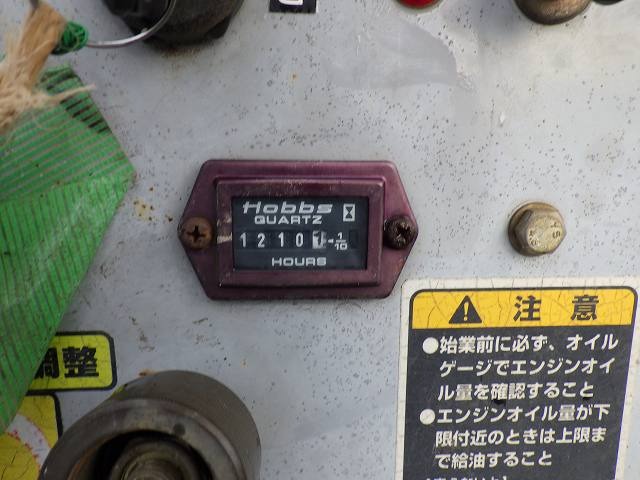 Hobbs
QUARTZ
1210 1/10
HOURS
注意
●始業前に必ず、オイル
ゲージでエンジンオイ
ル量を確認すること
●エンジンオイル量が下
限付近のときは上限ま
で給油すること
調整